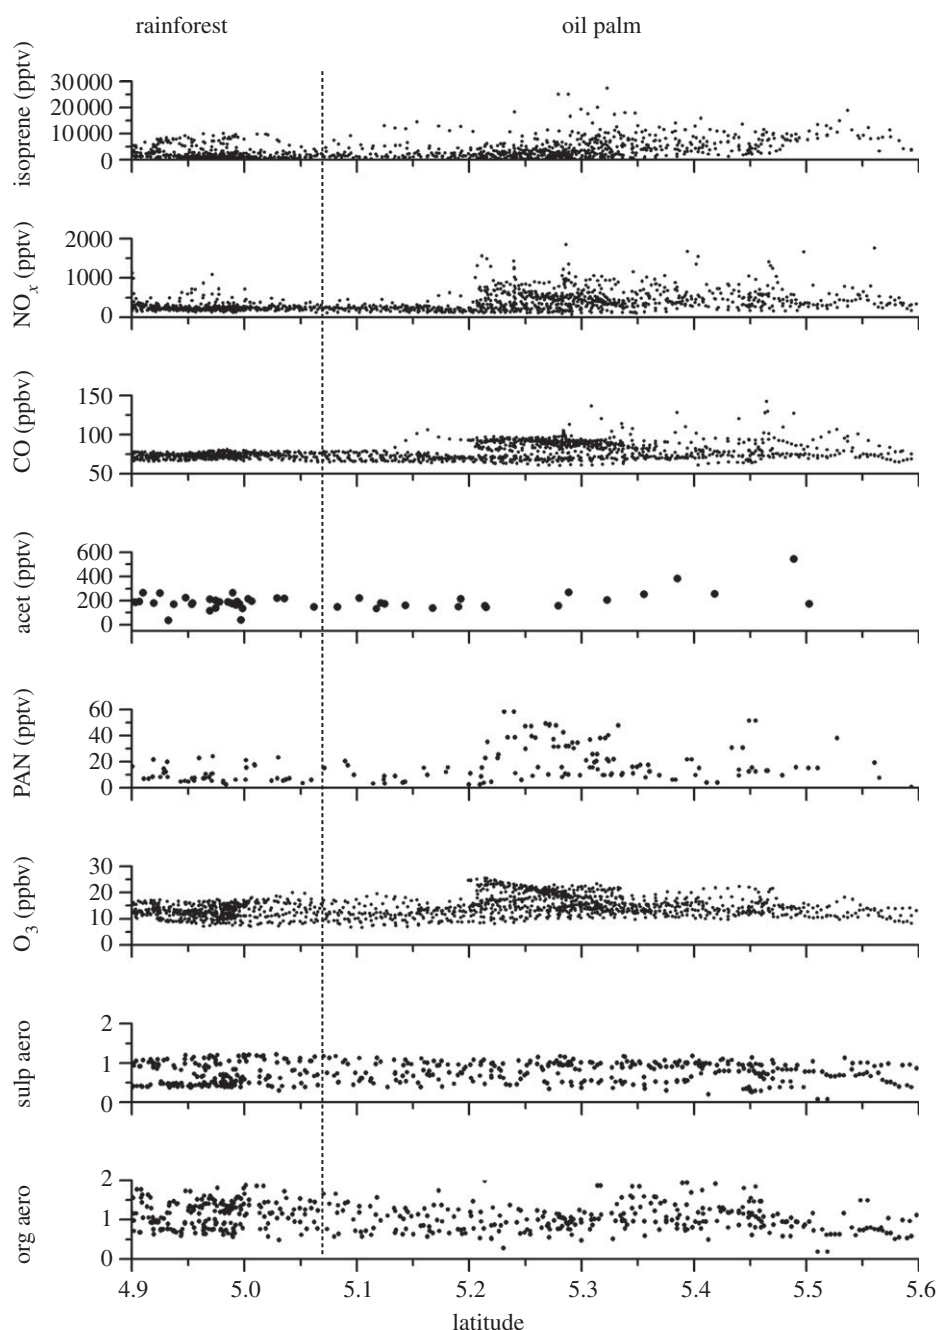 rainforest oil palm
isoprene (pptv)
30 000
20 000
10 000
0
NOx (pptv)
2000
1000
0
CO (ppbv)
150
100
50
acet (pptv)
600
400
200
0
PAN (pptv)
60
40
20
0
O3 (ppbv)
30
20
10
0
sulp aero
2
1
0
org aero
2
1
0
4.9 5.0 5.1 5.2 5.3 5.4 5.5 5.6
latitude